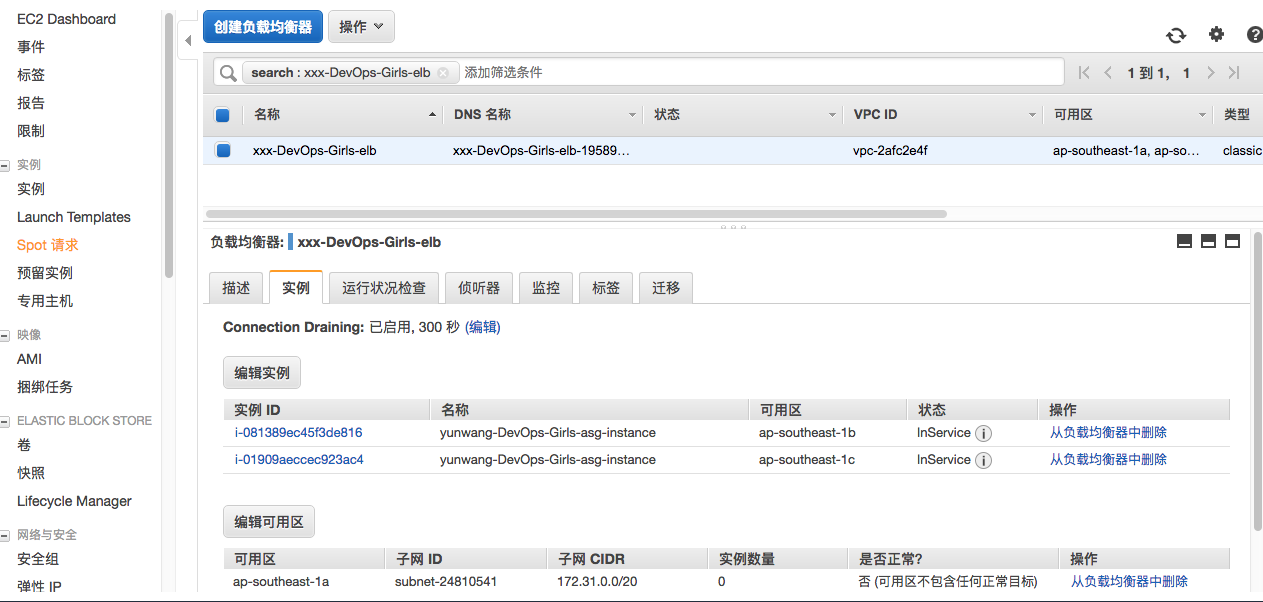 EC2 Dashboard
事件
标签
报告
限制
实例
实例
Launch Templates
Spot 请求
预留实例
专用主机
映像
AMI
捆绑任务
ELASTIC BLOCK STORE
卷
快照
Lifecycle Manager
网络与安全
安全组
弹性 IP
创建负载均衡器 操作
search : xxx-DevOps-Girls-elb 添加筛选条件 1 到 1， 1
名称 DNS 名称 状态 VPC ID 可用区 类型
xxx-DevOps-Girls-elb xxx-DevOps-Girls-elb-19589... vpc-2afc2e4f ap-southeast-1a, ap-so... classic
负载均衡器: xxx-DevOps-Girls-elb
描述 实例 运行状况检查 侦听器 监控 标签 迁移
Connection Draining: 已启用, 300 秒 (编辑)
编辑实例
实例 ID 名称 可用区 状态 操作
i-081389ec45f3de816 yunwang-DevOps-Girls-asg-instance ap-southeast-1b InService i 从负载均衡器中删除
i-01909aeccec923ac4 yunwang-DevOps-Girls-asg-instance ap-southeast-1c InService i 从负载均衡器中删除
编辑可用区
可用区 子网 ID 子网 CIDR 实例数量 是否正常? 操作
ap-southeast-1a subnet-24810541 172.31.0.0/20 0 否 (可用区不包含任何正常目标) 从负载均衡器中删除